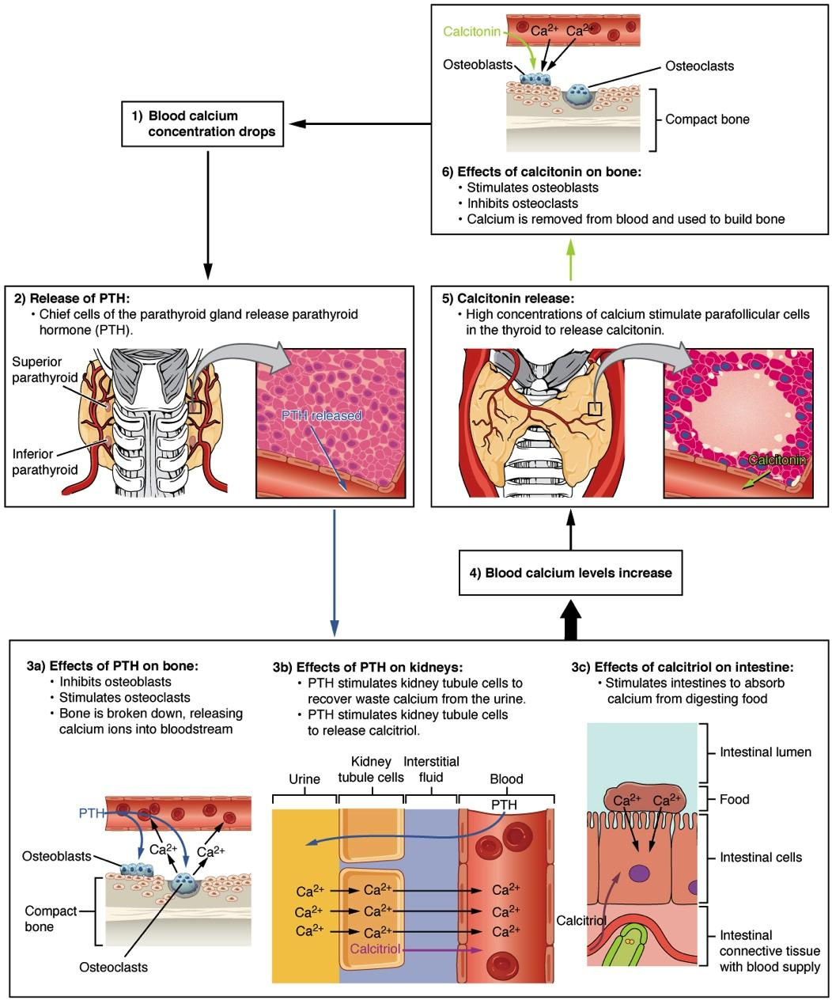 Calcitonin
Ca2+ Ca2+
Osteoblasts
Osteoclasts
Compact bone
6) Effects of calcitonin on bone:
• Stimulates osteoblasts
• Inhibits osteoclasts
• Calcium is removed from blood and used to build bone
1) Blood calcium
concentration drops
2) Release of PTH:
• Chief cells of the parathyroid gland release parathyroid
hormone (PTH).
Superior
parathyroid
PTH released
Inferior
parathyroid
5) Calcitonin release:
• High concentrations of calcium stimulate parafollicular cells
in the thyroid to release calcitonin.
Calcitonin
4) Blood calcium levels increase
3a) Effects of PTH on bone:
• Inhibits osteoblasts
• Stimulates osteoclasts
• Bone is broken down, releasing
calcium ions into bloodstream
PTH
Ca2+ Ca2+
Osteoblasts
Compact
bone
Osteoclasts
3b) Effects of PTH on kidneys:
• PTH stimulates kidney tubule cells to
recover waste calcium from the urine.
• PTH stimulates kidney tubule cells
to release calcitriol.
Urine
Kidney
tubule cells
Interstitial
fluid
Blood
PTH
Ca2+ Ca2+ Ca2+
Ca2+ Ca2+ Ca2+
Ca2+ Ca2+ Ca2+
Calcitriol
3c) Effects of calcitriol on intestine:
• Stimulates intestines to absorb
calcium from digesting food
Intestinal lumen
Ca2+ Ca2+
Food
Intestinal cells
Calcitriol
Intestinal
connective tissue
with blood supply